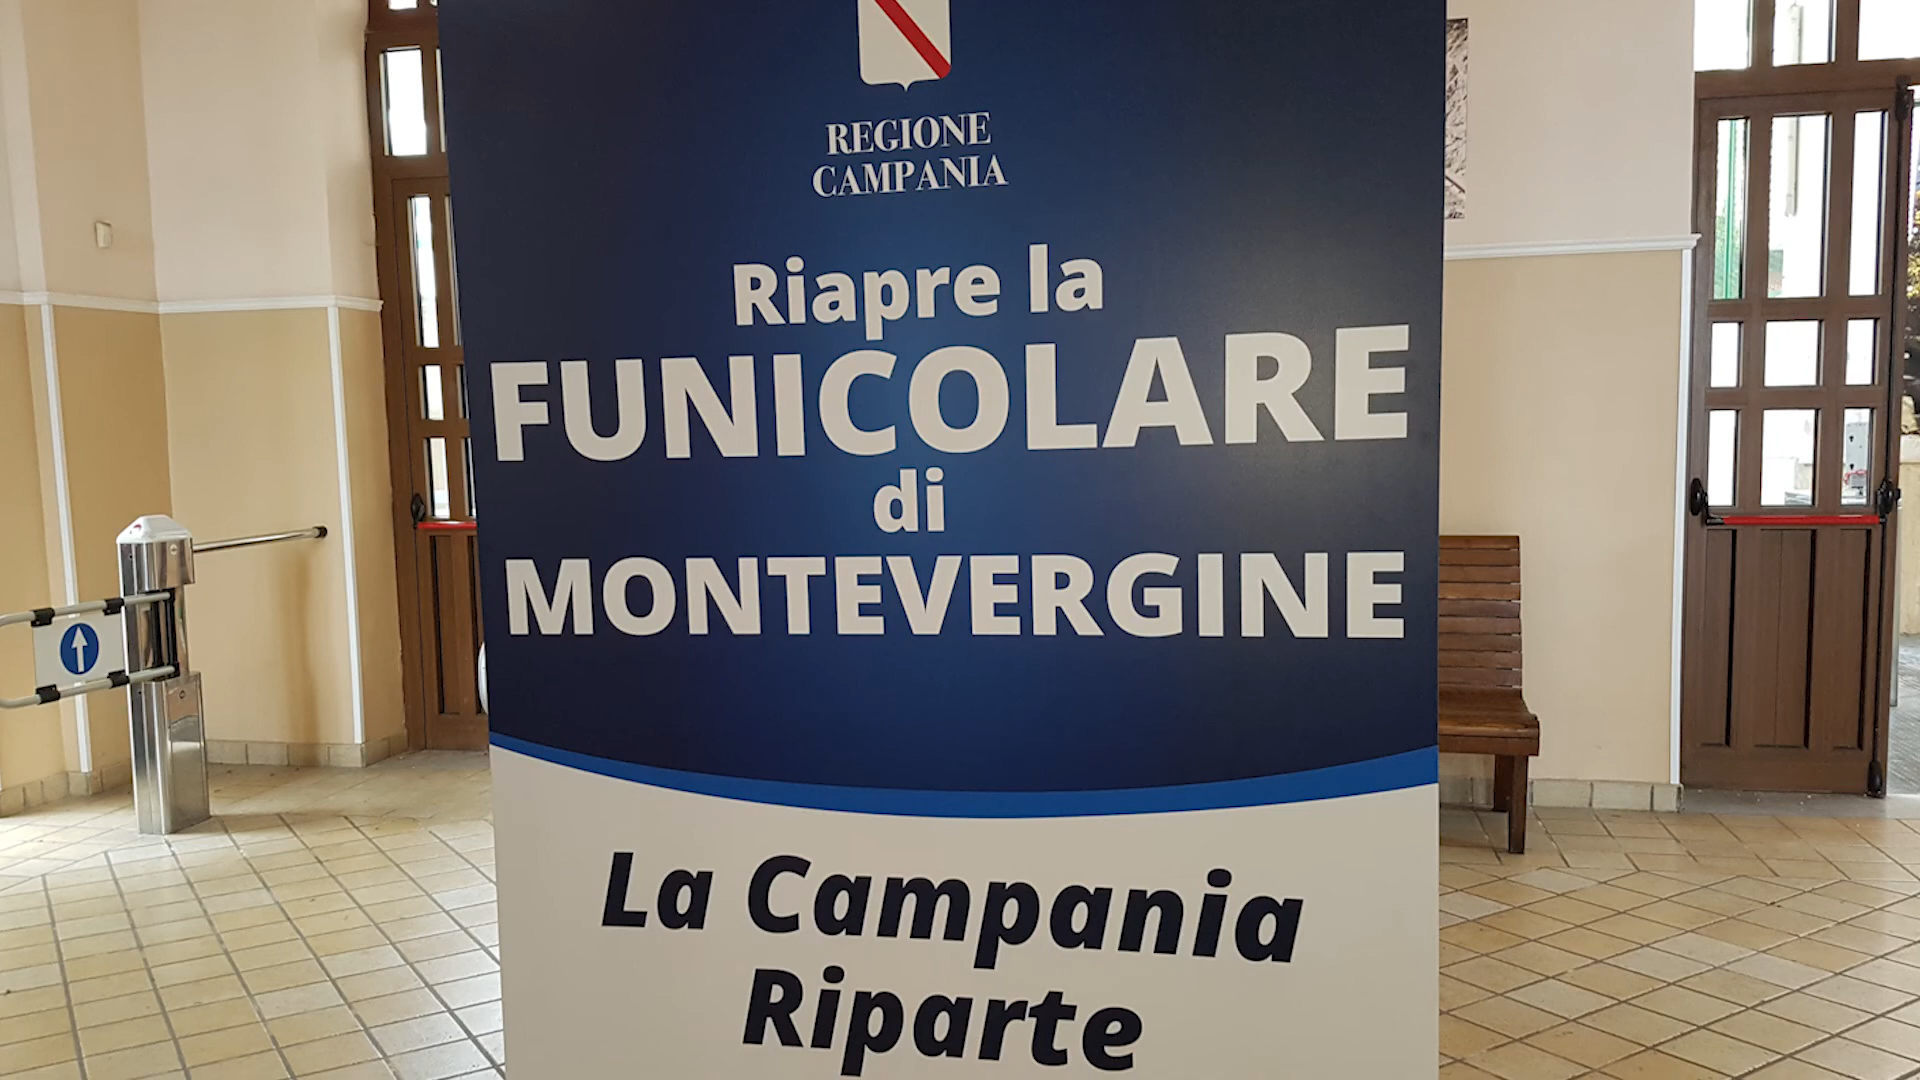 REGIONE
CAMPANIA
Riapre la
FUNICOLARE
di
MONTEVERGINE
La Campania
Riparte